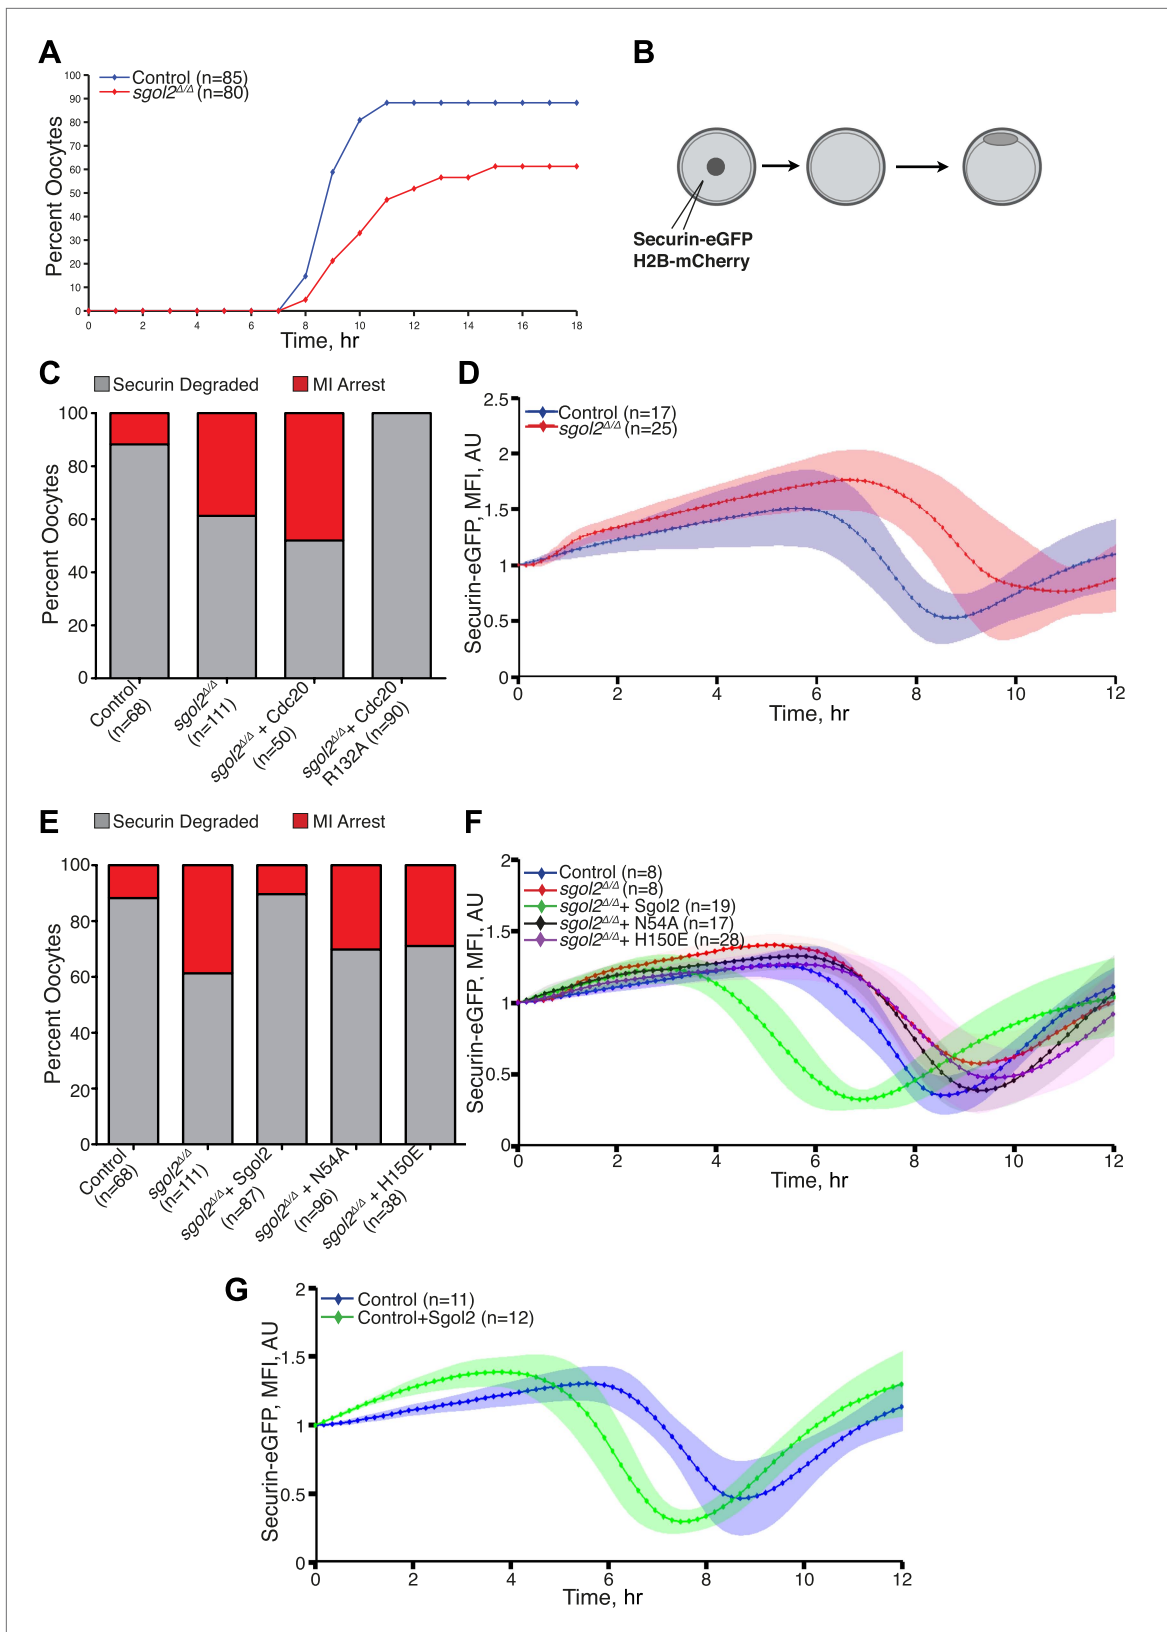 A
Control (n=85)
sgol2Δ/Δ (n=80)
Percent Oocytes
100
90
80
70
60
50
40
30
20
10
0
0 2 4 6 8 10 12 14 16 18
Time, hr
B
Securin-eGFP
H2B-mCherry
C
Securin Degraded MI Arrest
Percent Oocytes
100
80
60
40
20
0
Control
(n=68)
sgol2Δ/Δ
(n=111)
sgol2Δ/Δ + Cdc20
(n=50)
sgol2Δ/Δ + Cdc20
R132A (n=90)
D
Control (n=17)
sgol2Δ/Δ (n=25)
Securin-eGFP, MFI, AU
2.5
2
1.5
1
0.5
0
0 2 4 6 8 10 12
Time, hr
E
Securin Degraded MI Arrest
Percent Oocytes
100
80
60
40
20
0
Control
(n=68)
sgol2Δ/Δ
(n=111)
sgol2Δ/Δ + Sgol2
(n=87)
sgol2Δ/Δ + N54A
(n=96)
sgol2Δ/Δ + H150E
(n=38)
F
Control (n=8)
sgol2Δ/Δ (n=8)
sgol2Δ/Δ + Sgol2 (n=19)
sgol2Δ/Δ + N54A (n=17)
sgol2Δ/Δ + H150E (n=28)
Securin-eGFP, MFI, AU
2
1.5
1
0.5
0
0 2 4 6 8 10 12
Time, hr
G
Control (n=11)
Control+Sgol2 (n=12)
Securin-eGFP, MFI, AU
2
1.5
1
0.5
0
0 2 4 6 8 10 12
Time, hr